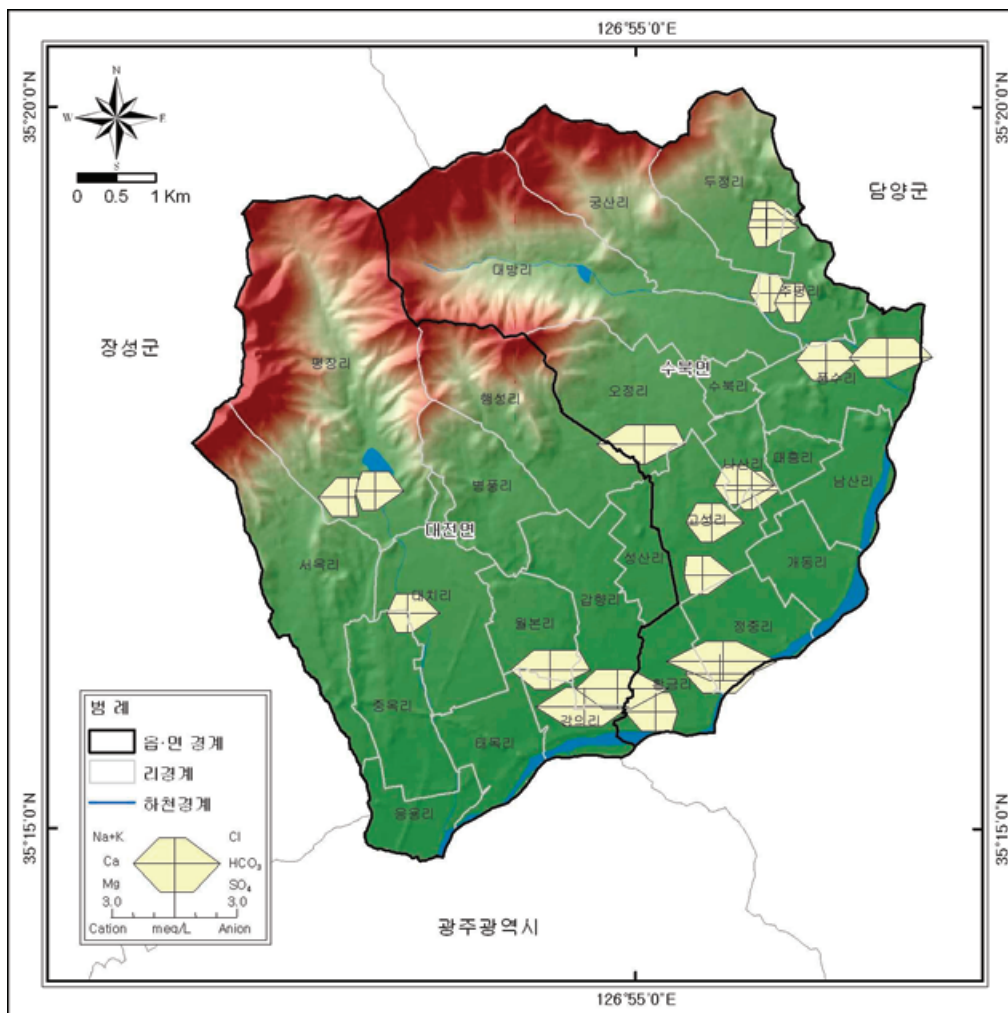 126°55'0"E
35°20'0"N
35°20'0"N
N
W
E
S
0 0.5 1 Km
두정리
담양군
궁산리
대방리
주평리
장성군
평장리
수북면
풍수리
행성리
오정리
수북리
나산리
대흥리
병풍리
남산리
고성리
대전면
성산리
개동리
서옥리
대치리
갑향리
월본리
정중리
황금리
중옥리
강의리
태목리
응용리
범 례
읍·면 경계
리경계
하천경계
Na+K
Cl
Ca
HCO₃
Mg
SO₄
3.0
3.0
Cation
meq/L
Anion
35°15'0"N
35°15'0"N
광주광역시
126°55'0"E